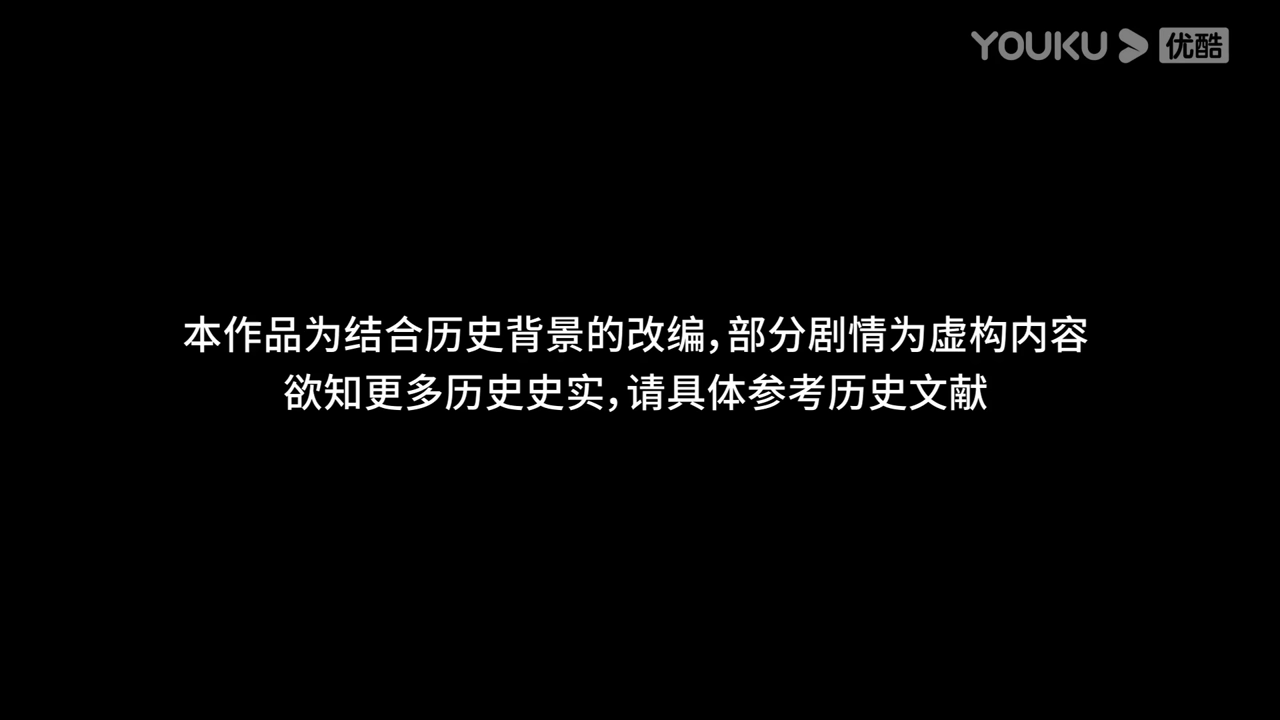 YOUKU 优酷
本作品为结合历史背景的改编，部分剧情为虚构内容
欲知更多历史史实，请具体参考历史文献